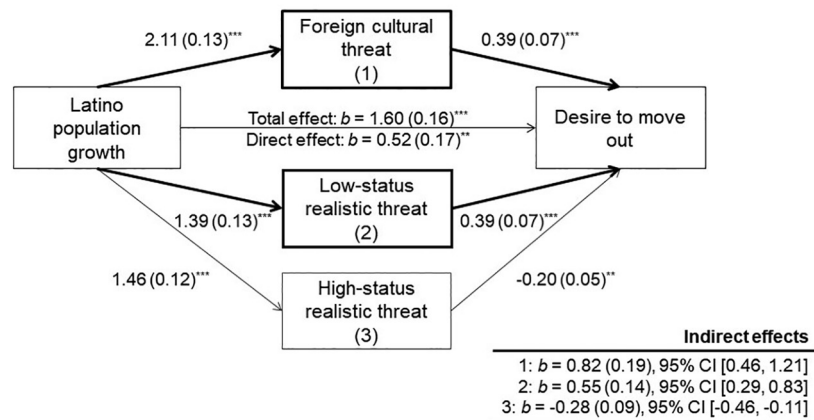 2.11 (0.13)***
Foreign cultural
threat
(1)
0.39 (0.07)***
Latino
population
growth
Total effect: b = 1.60 (0.16)***
Direct effect: b = 0.52 (0.17)**
Desire to move
out
1.39 (0.13)***
Low-status
realistic threat
(2)
0.39 (0.07)***
1.46 (0.12)***
High-status
realistic threat
(3)
-0.20 (0.05)**
Indirect effects
1: b = 0.82 (0.19), 95% CI [0.46, 1.21]
2: b = 0.55 (0.14), 95% CI [0.29, 0.83]
3: b = -0.28 (0.09), 95% CI [-0.46, -0.11]